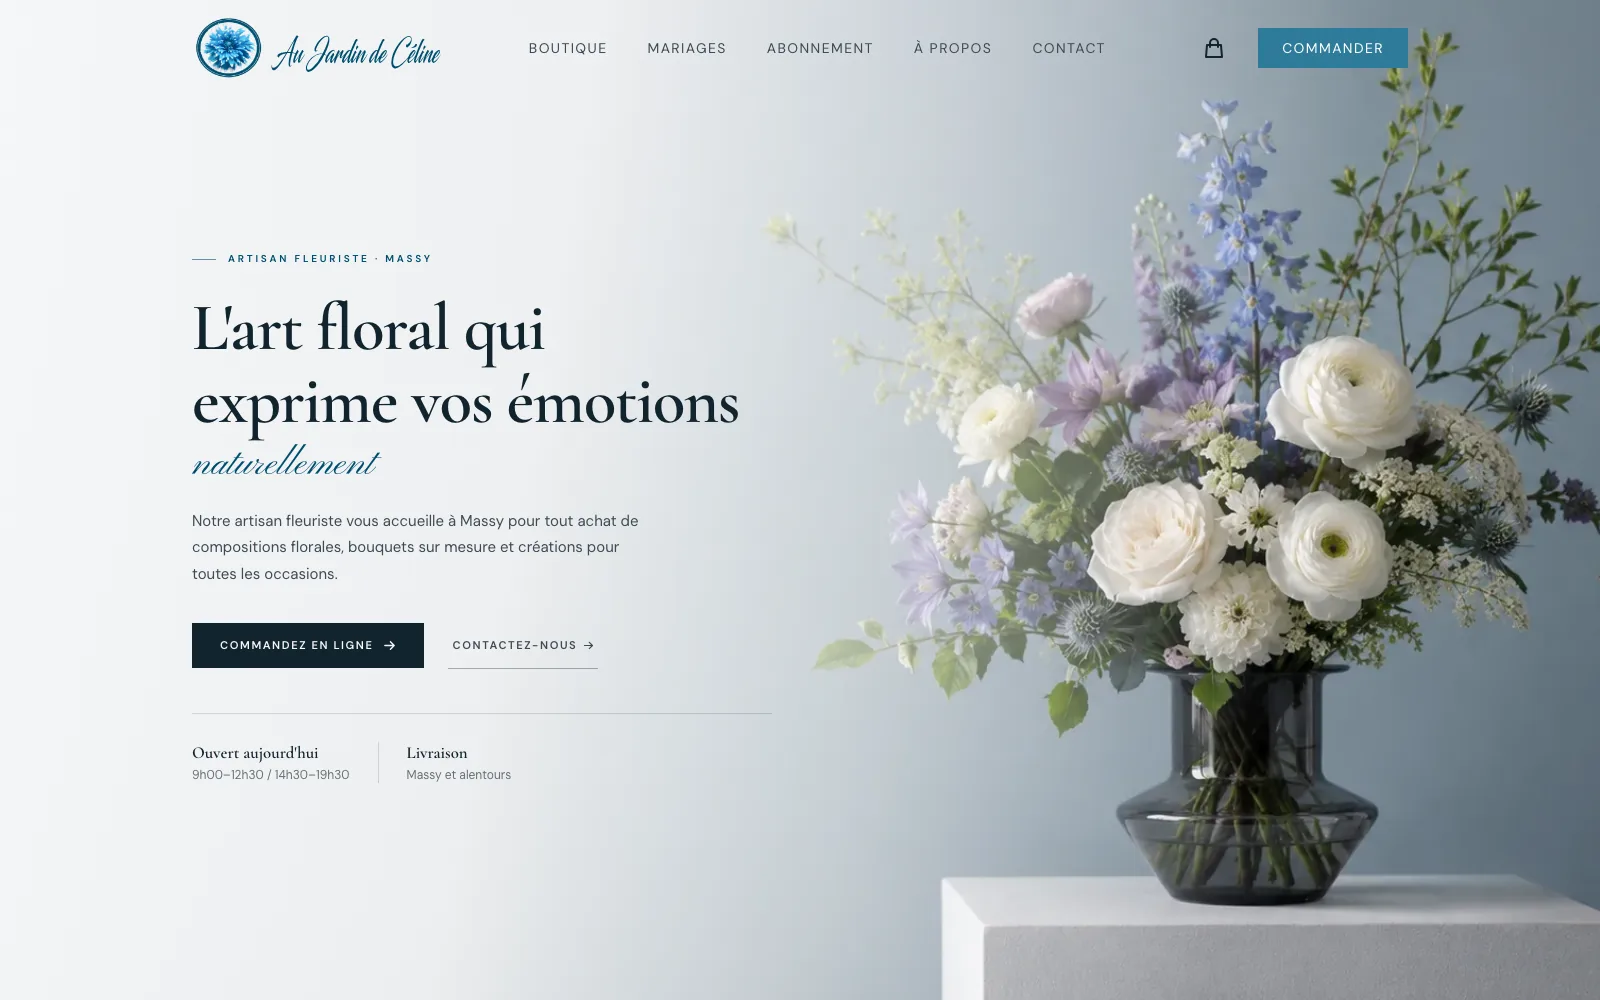 Au Jardin de Céline
BOUTIQUE MARIAGES ABONNEMENT À PROPOS CONTACT COMMANDER
ARTISAN FLEURISTE · MASSY
L'art floral qui
exprime vos émotions
naturellement
Notre artisan fleuriste vous accueille à Massy pour tout achat de
compositions florales, bouquets sur mesure et créations pour
toutes les occasions.
COMMANDEZ EN LIGNE → CONTACTEZ-NOUS →
Ouvert aujourd'hui
9h00–12h30 / 14h30–19h30
Livraison
Massy et alentours